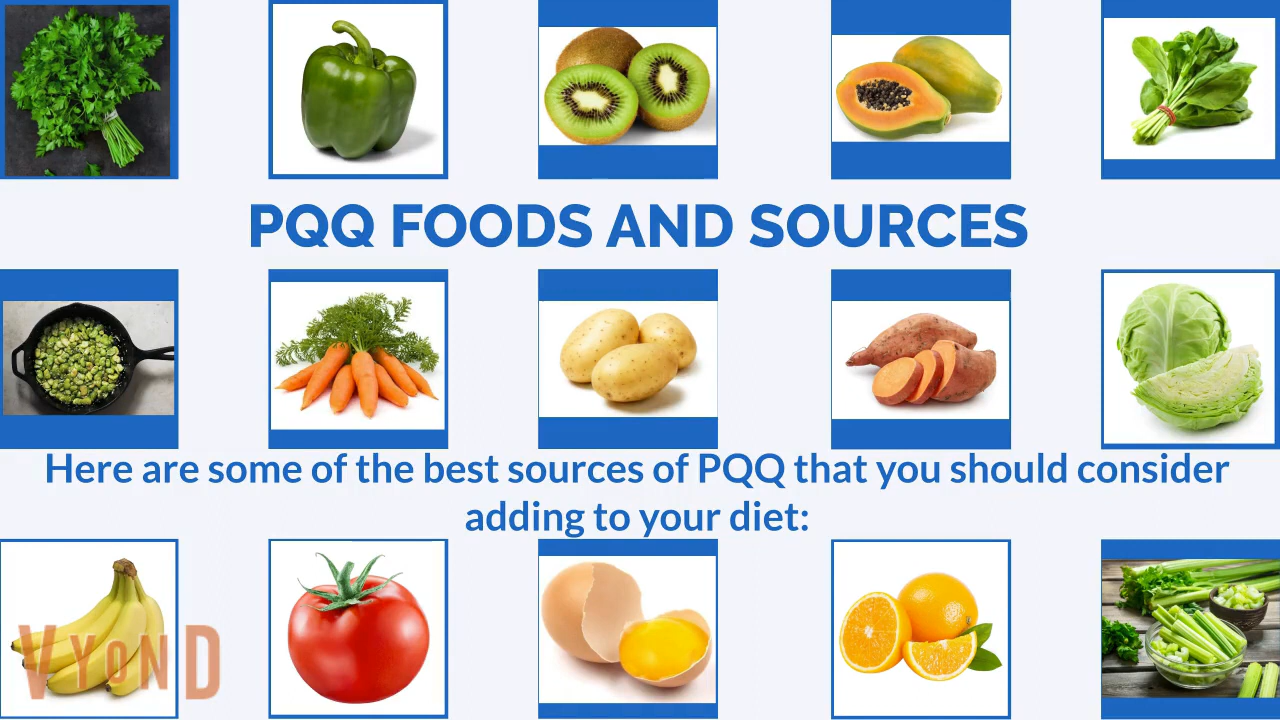 PQQ FOODS AND SOURCES
Here are some of the best sources of PQQ that you should consider
adding to your diet:
VYOND